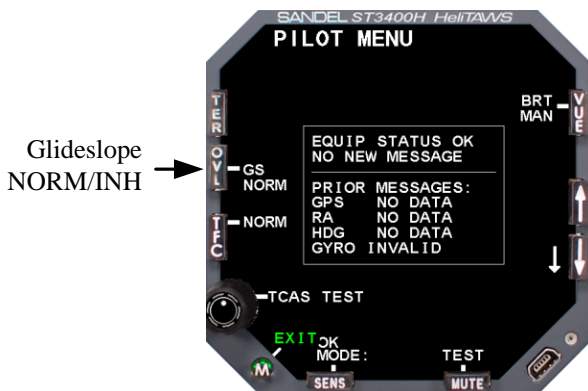 SANDEL ST3400H HeliTAWS
PILOT MENU
TER
BRT
MAN
VUE
Glideslope
NORM/INH
OVL
GS
NORM
EQUIP STATUS OK
NO NEW MESSAGE
PRIOR MESSAGES:
GPS NO DATA
RA NO DATA
HDG NO DATA
GYRO INVALID
TFC
NORM
TCAS TEST
EXIT
OK
MODE:
TEST
M
SENS
MUTE